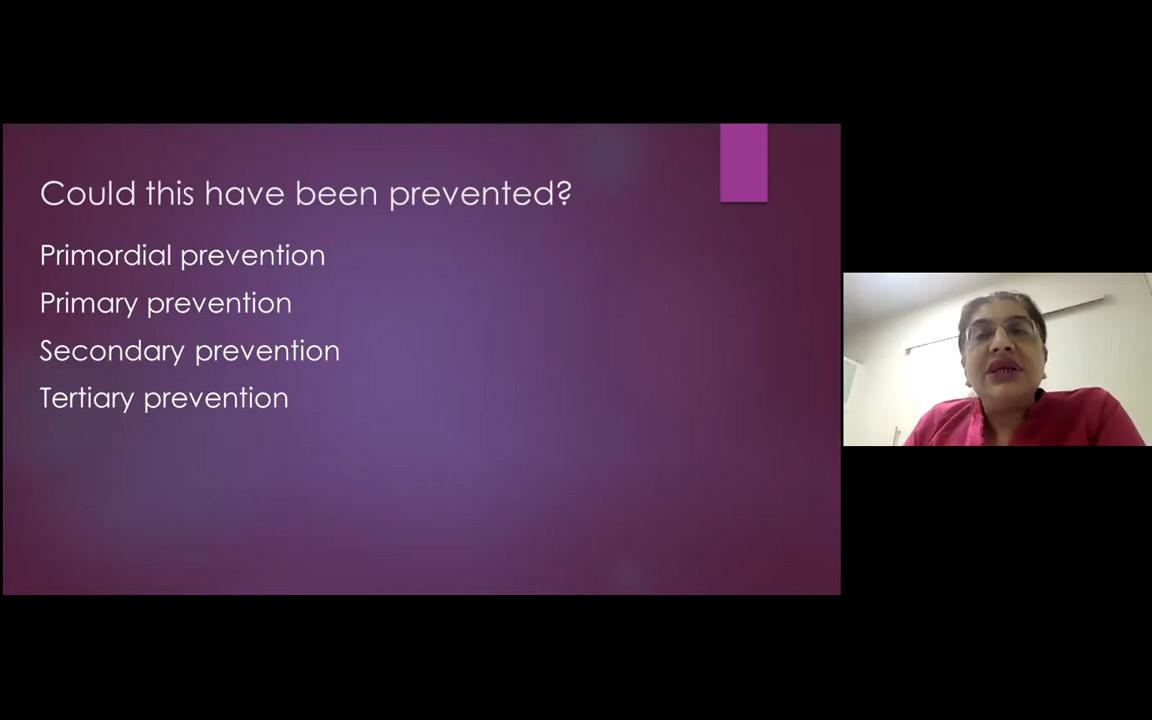 Could this have been prevented?
Primordial prevention
Primary prevention
Secondary prevention
Tertiary prevention